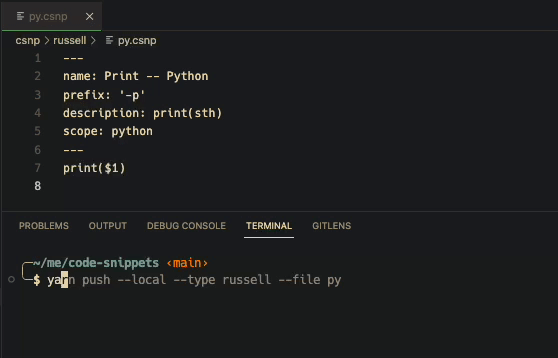 py.csnp
csnp > russell > py.csnp
1 ---
2 name: Print -- Python
3 prefix: '-p'
4 description: print(sth)
5 scope: python
6 ---
7 print($1)
8
PROBLEMS OUTPUT DEBUG CONSOLE TERMINAL GITLENS
~/me/code-snippets ‹main›
$ yarn push --local --type russell --file py